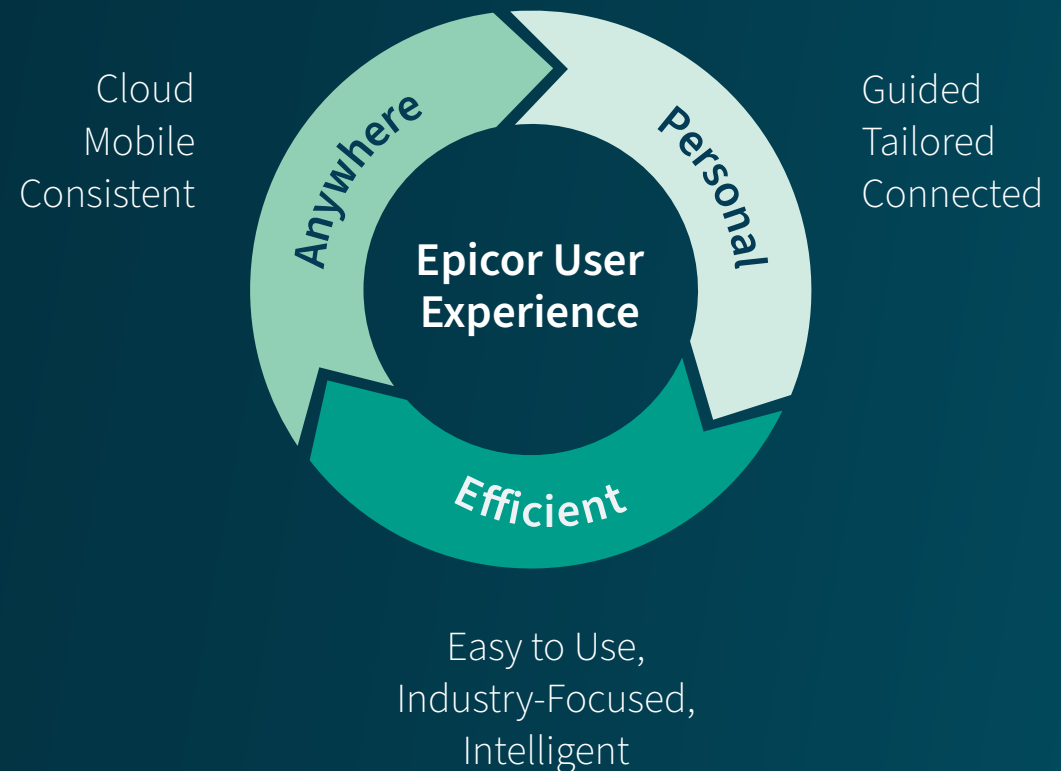 Cloud
Mobile
Consistent
Anywhere
Personal
Guided
Tailored
Connected
Epicor User
Experience
Efficient
Easy to Use,
Industry-Focused,
Intelligent